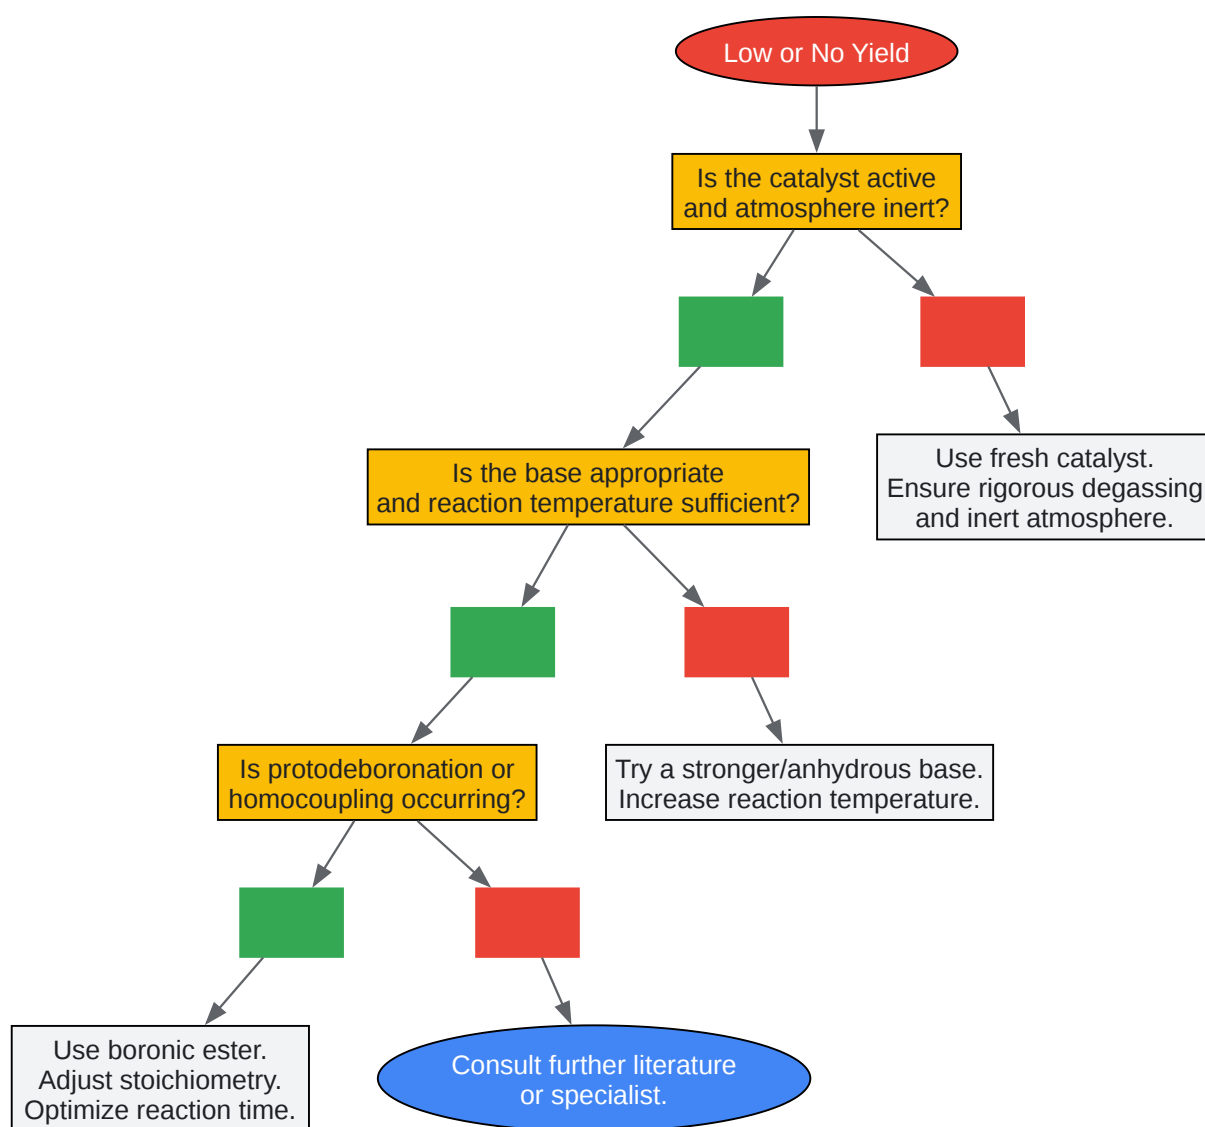 Low or No Yield
Is the catalyst active
and atmosphere inert?
Use fresh catalyst.
Ensure rigorous degassing
and inert atmosphere.
Is the base appropriate
and reaction temperature sufficient?
Try a stronger/anhydrous base.
Increase reaction temperature.
Is protodeboronation or
homocoupling occurring?
Use boronic ester.
Adjust stoichiometry.
Optimize reaction time.
Consult further literature
or specialist.